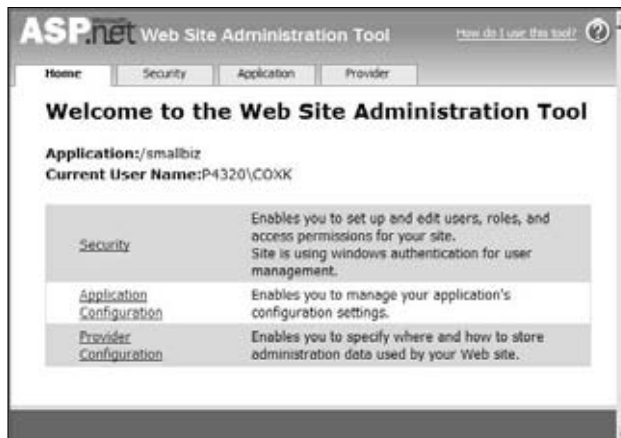 Microsoft
ASP.net Web Site Administration Tool
How do I use this tool? ?
Home Security Application Provider
Welcome to the Web Site Administration Tool
Application:/smallbiz
Current User Name:P4320\COXK
Security
Enables you to set up and edit users, roles, and
access permissions for your site.
Site is using windows authentication for user
management.
Application
Configuration
Enables you to manage your application's
configuration settings.
Provider
Configuration
Enables you to specify where and how to store
administration data used by your Web site.